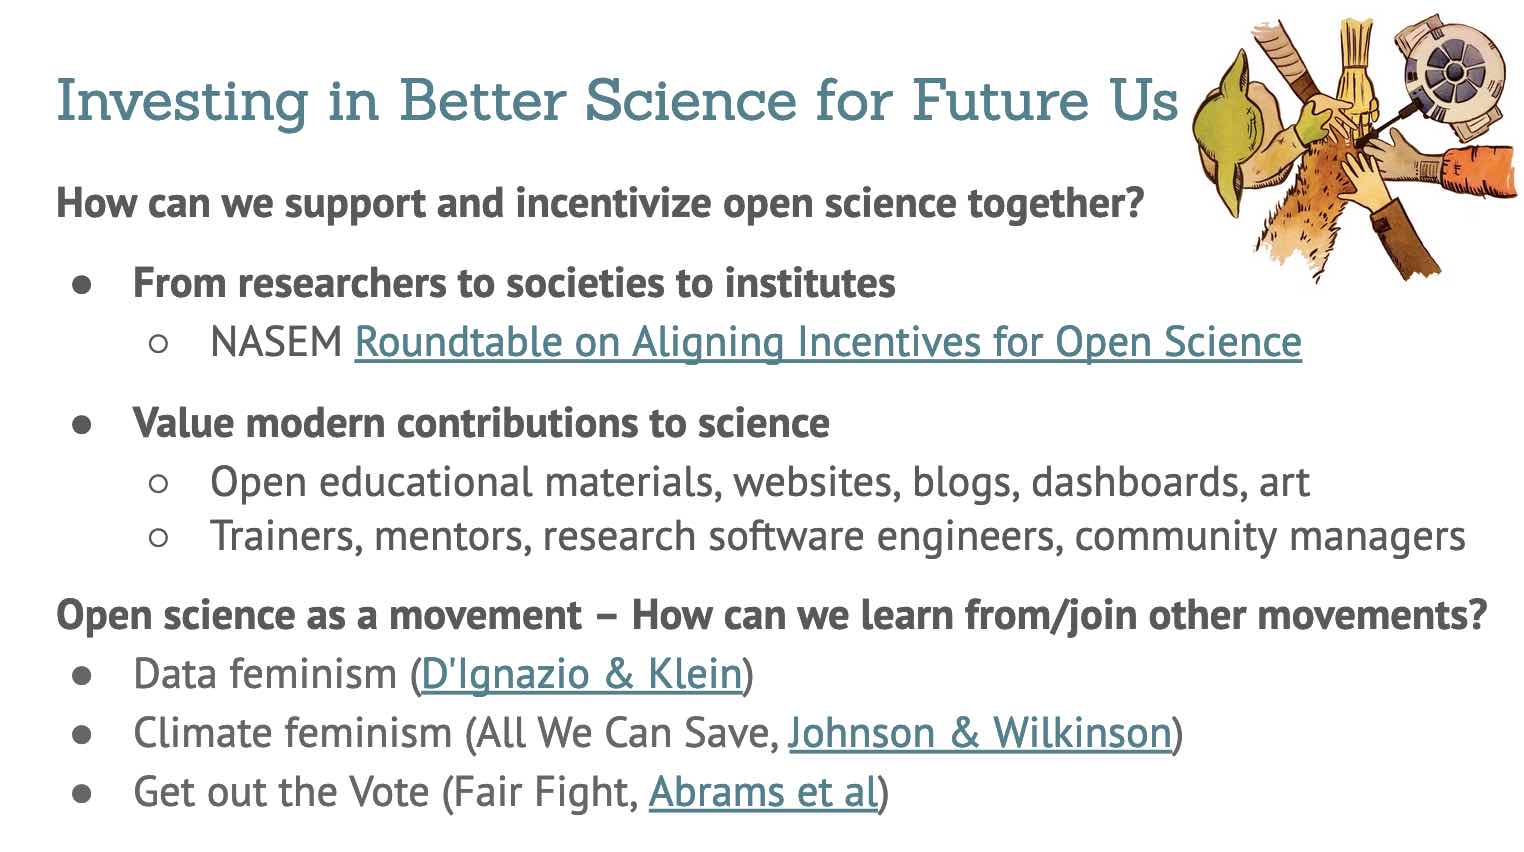 Investing in Better Science for Future Us
How can we support and incentivize open science together?
● From researchers to societies to institutes
○ NASEM Roundtable on Aligning Incentives for Open Science
● Value modern contributions to science
○ Open educational materials, websites, blogs, dashboards, art
○ Trainers, mentors, research software engineers, community managers
Open science as a movement – How can we learn from/join other movements?
● Data feminism (D'Ignazio & Klein)
● Climate feminism (All We Can Save, Johnson & Wilkinson)
● Get out the Vote (Fair Fight, Abrams et al)